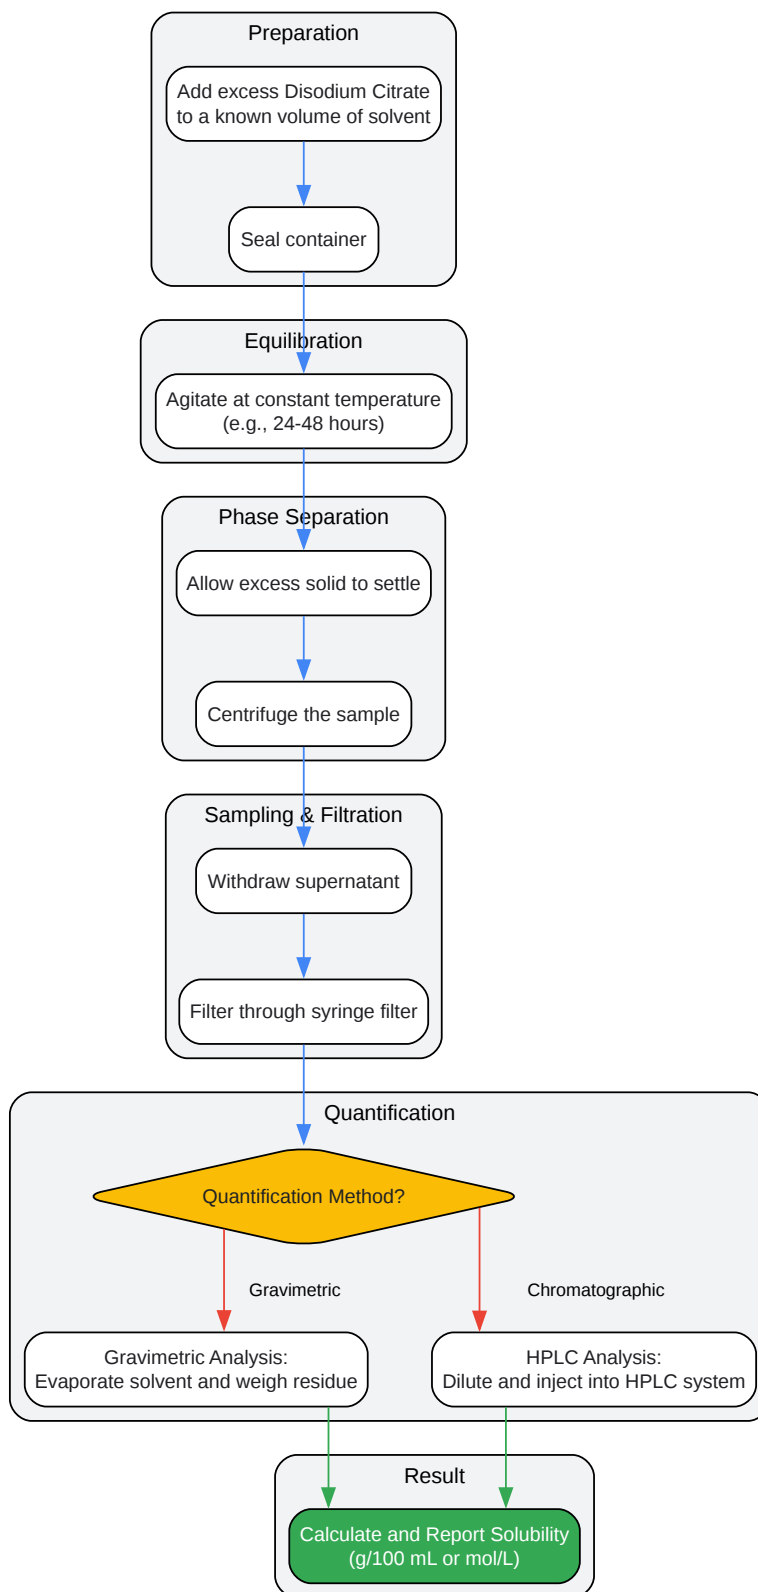 Preparation
Add excess Disodium Citrate
to a known volume of solvent
Seal container
Equilibration
Agitate at constant temperature
(e.g., 24-48 hours)
Phase Separation
Allow excess solid to settle
Centrifuge the sample
Sampling & Filtration
Withdraw supernatant
Filter through syringe filter
Quantification
Quantification Method?
Gravimetric
Chromatographic
Gravimetric Analysis:
Evaporate solvent and weigh residue
HPLC Analysis:
Dilute and inject into HPLC system
Result
Calculate and Report Solubility
(g/100 mL or mol/L)